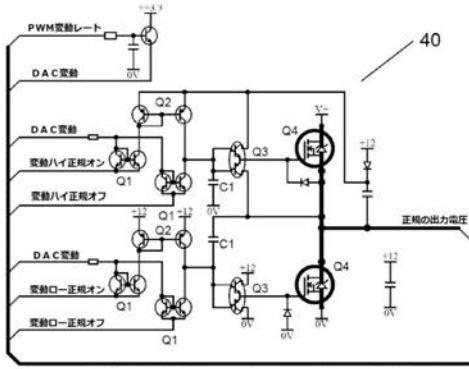 ++3.3
PWM変動レート
0V
40
DAC変動
Q2
V+
Q4
DAC変動
+12
Q3
変動ハイ正規オン
Q1
C1
変動ハイ正規オフ
Q1
0V
+12
+12
Q2
正規の出力電圧
C1
Q4
DAC変動
+12
+12
Q3
変動ロー正規オン
Q1
0V
変動ロー正規オフ
Q1
0V
0V
0V